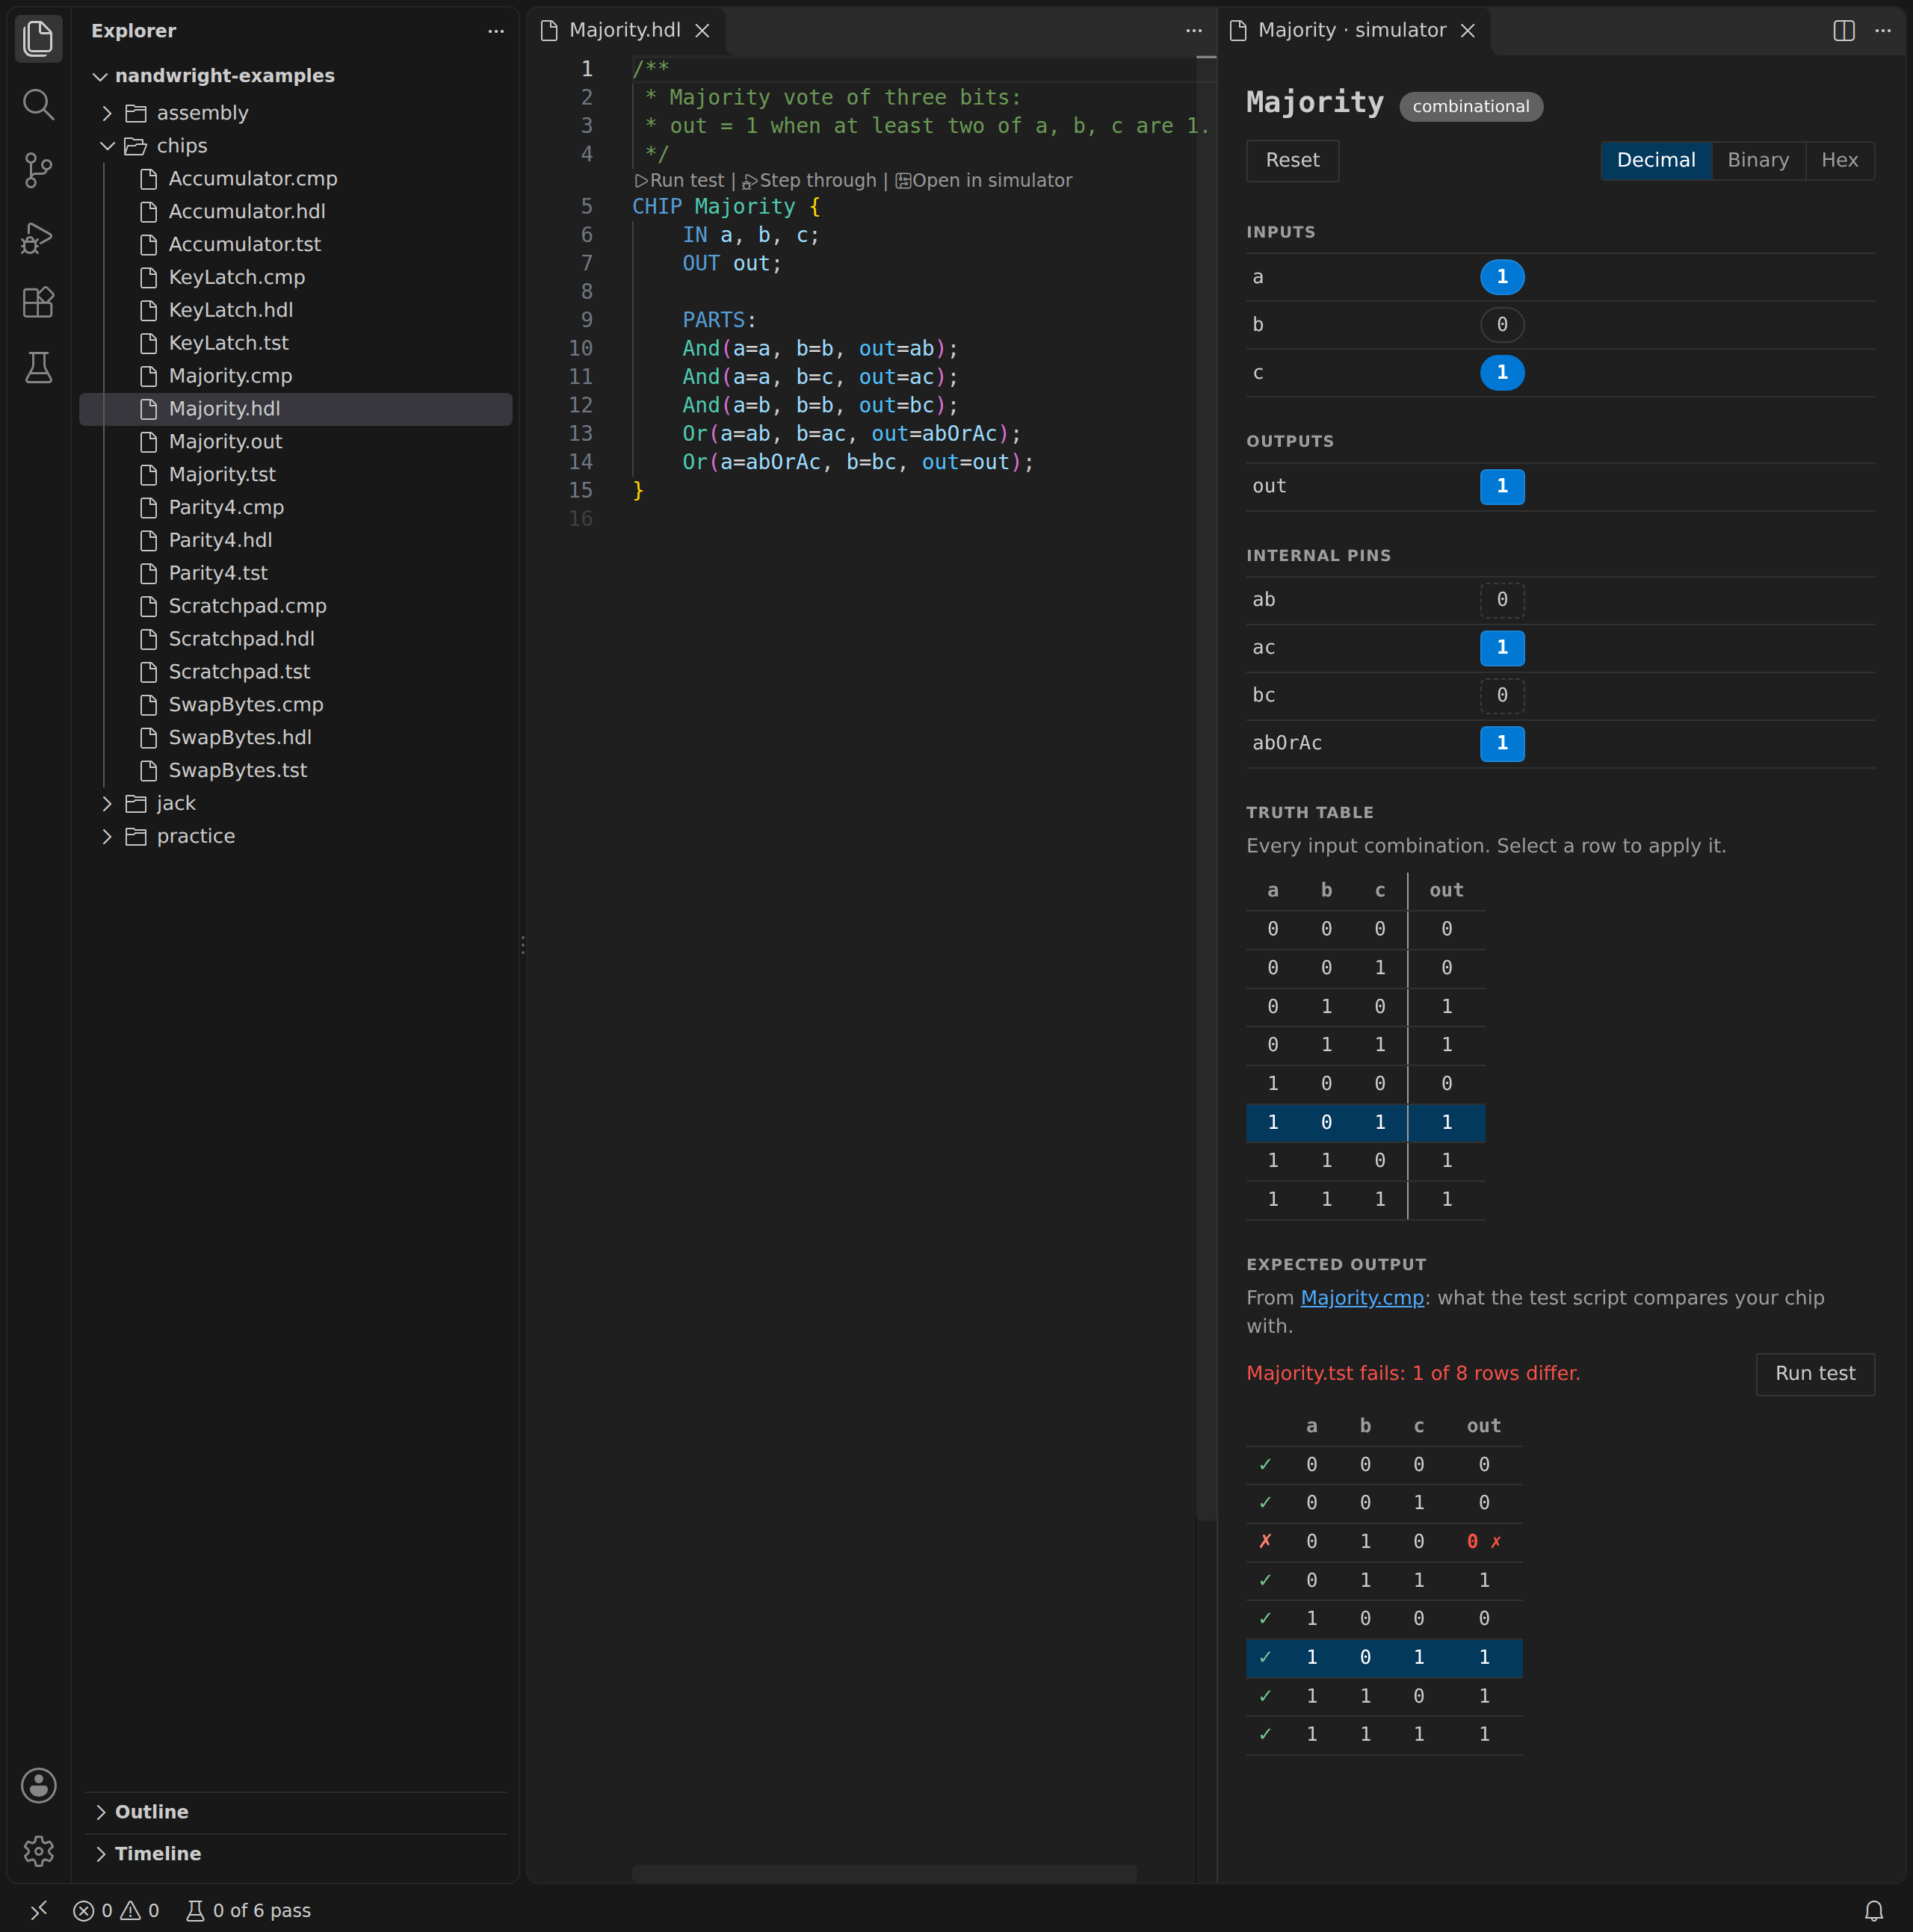 Explorer
nandwright-examples
assembly
chips
Accumulator.cmp
Accumulator.hdl
Accumulator.tst
KeyLatch.cmp
KeyLatch.hdl
KeyLatch.tst
Majority.cmp
Majority.hdl
Majority.out
Majority.tst
Parity4.cmp
Parity4.hdl
Parity4.tst
Scratchpad.cmp
Scratchpad.hdl
Scratchpad.tst
SwapBytes.cmp
SwapBytes.hdl
SwapBytes.tst
jack
practice
Outline
Timeline
Majority.hdl
1 /**
2 * Majority vote of three bits:
3 * out = 1 when at least two of a, b, c are 1.
4 */
Run test | Step through | Open in simulator
5 CHIP Majority {
6 IN a, b, c;
7 OUT out;
8
9 PARTS:
10 And(a=a, b=b, out=ab);
11 And(a=a, b=c, out=ac);
12 And(a=b, b=b, out=bc);
13 Or(a=ab, b=ac, out=abOrAc);
14 Or(a=abOrAc, b=bc, out=out);
15 }
16
Majority · simulator
Majority combinational
Reset Decimal Binary Hex
INPUTS
a 1
b 0
c 1
OUTPUTS
out 1
INTERNAL PINS
ab 0
ac 1
bc 0
abOrAc 1
TRUTH TABLE
Every input combination. Select a row to apply it.
a b c out
0 0 0 0
0 0 1 0
0 1 0 1
0 1 1 1
1 0 0 0
1 0 1 1
1 1 0 1
1 1 1 1
EXPECTED OUTPUT
From Majority.cmp: what the test script compares your chip
with.
Majority.tst fails: 1 of 8 rows differ. Run test
a b c out
✓ 0 0 0 0
✓ 0 0 1 0
✗ 0 1 0 0 ✗
✓ 0 1 1 1
✓ 1 0 0 0
✓ 1 0 1 1
✓ 1 1 0 1
✓ 1 1 1 1
0 0 0 of 6 pass